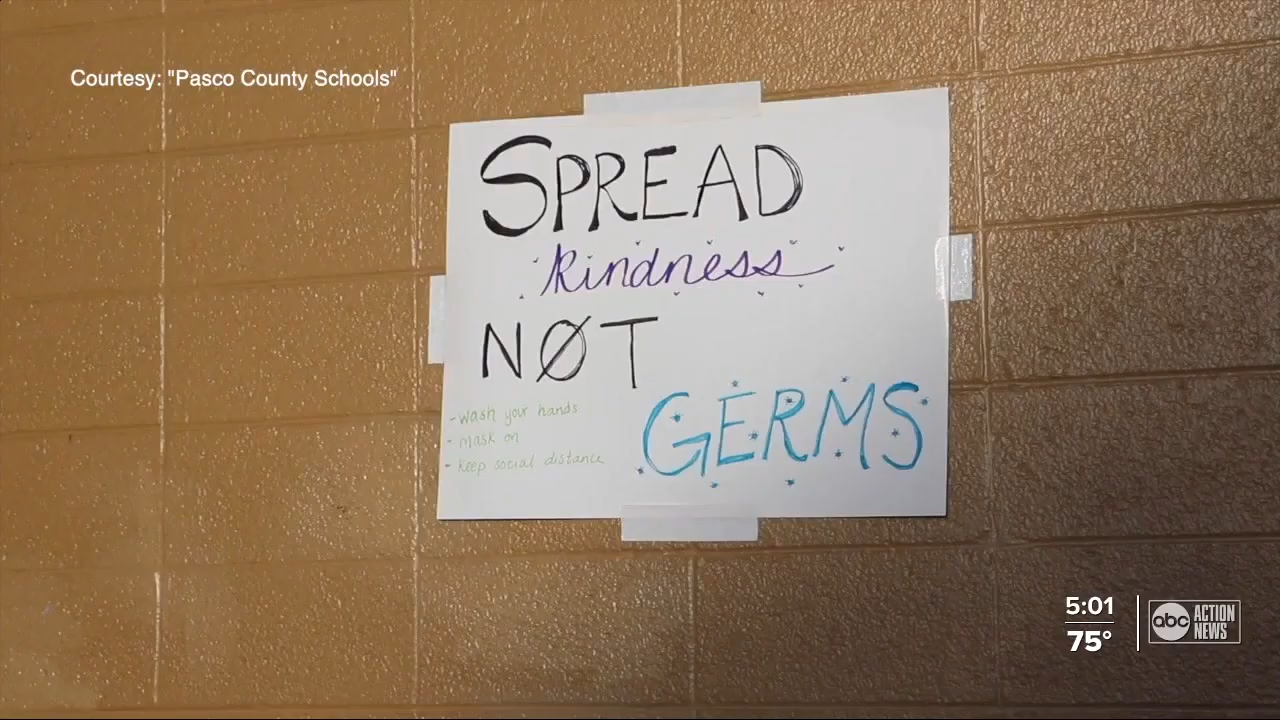 Courtesy: "Pasco County Schools"
SPREAD
kindness
NØT
GERMS
- wash your hands
- mask on
- keep social distance
5:01
75°
abc ACTION NEWS